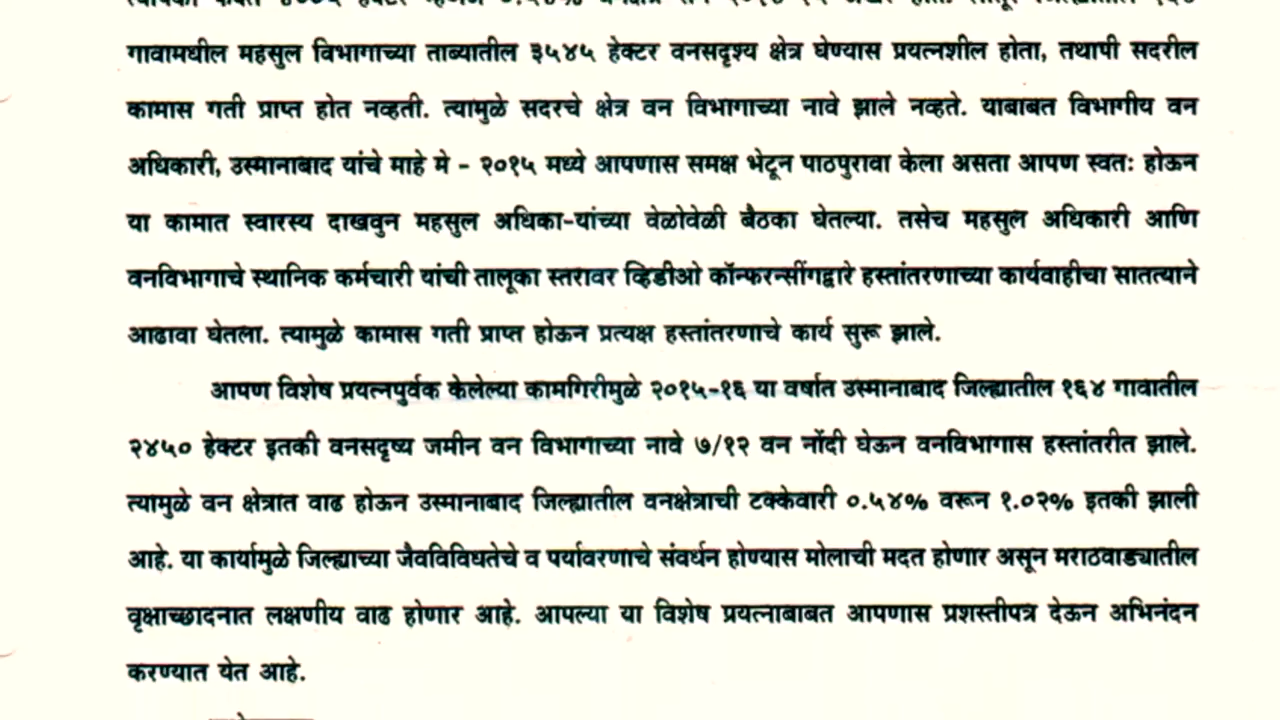 गावामधील महसुल विभागाच्या ताब्यातील ३५४५ हेक्टर वनसदृश्य क्षेत्र घेण्यास प्रयत्नशील होता, तथापी सदरील
कामास गती प्राप्त होत नव्हती. त्यामुळे सदरचे क्षेत्र वन विभागाच्या नावे झाले नव्हते. याबाबत विभागीय वन
अधिकारी, उस्मानाबाद यांचे माहे मे - २०१५ मध्ये आपणास समक्ष भेटून पाठपुरावा केला असता आपण स्वतः होऊन
या कामात स्वारस्य दाखवुन महसुल अधिका-यांच्या वेळोवेळी बैठका घेतल्या. तसेच महसुल अधिकारी आणि
वनविभागाचे स्थानिक कर्मचारी यांची तालूका स्तरावर व्हिडीओ कॉन्फरन्सींगद्वारे हस्तांतरणाच्या कार्यवाहीचा सातत्याने
आढावा घेतला. त्यामुळे कामास गती प्राप्त होऊन प्रत्यक्ष हस्तांतरणाचे कार्य सुरू झाले.
आपण विशेष प्रयत्नपुर्वक केलेल्या कामगिरीमुळे २०१५-१६ या वर्षात उस्मानाबाद जिल्ह्यातील १६४ गावातील
२४५० हेक्टर इतकी वनसदृष्य जमीन वन विभागाच्या नावे ७/१२ वन नोंदी घेऊन वनविभागास हस्तांतरीत झाले.
त्यामुळे वन क्षेत्रात वाढ होऊन उस्मानाबाद जिल्ह्यातील वनक्षेत्राची टक्केवारी ०.५४% वरून १.०२% इतकी झाली
आहे. या कार्यामुळे जिल्ह्याच्या जैवविविधतेचे व पर्यावरणाचे संवर्धन होण्यास मोलाची मदत होणार असून मराठवाड्यातील
वृक्षाच्छादनात लक्षणीय वाढ होणार आहे. आपल्या या विशेष प्रयत्नाबाबत आपणास प्रशस्तीपत्र देऊन अभिनंदन
करण्यात येत आहे.